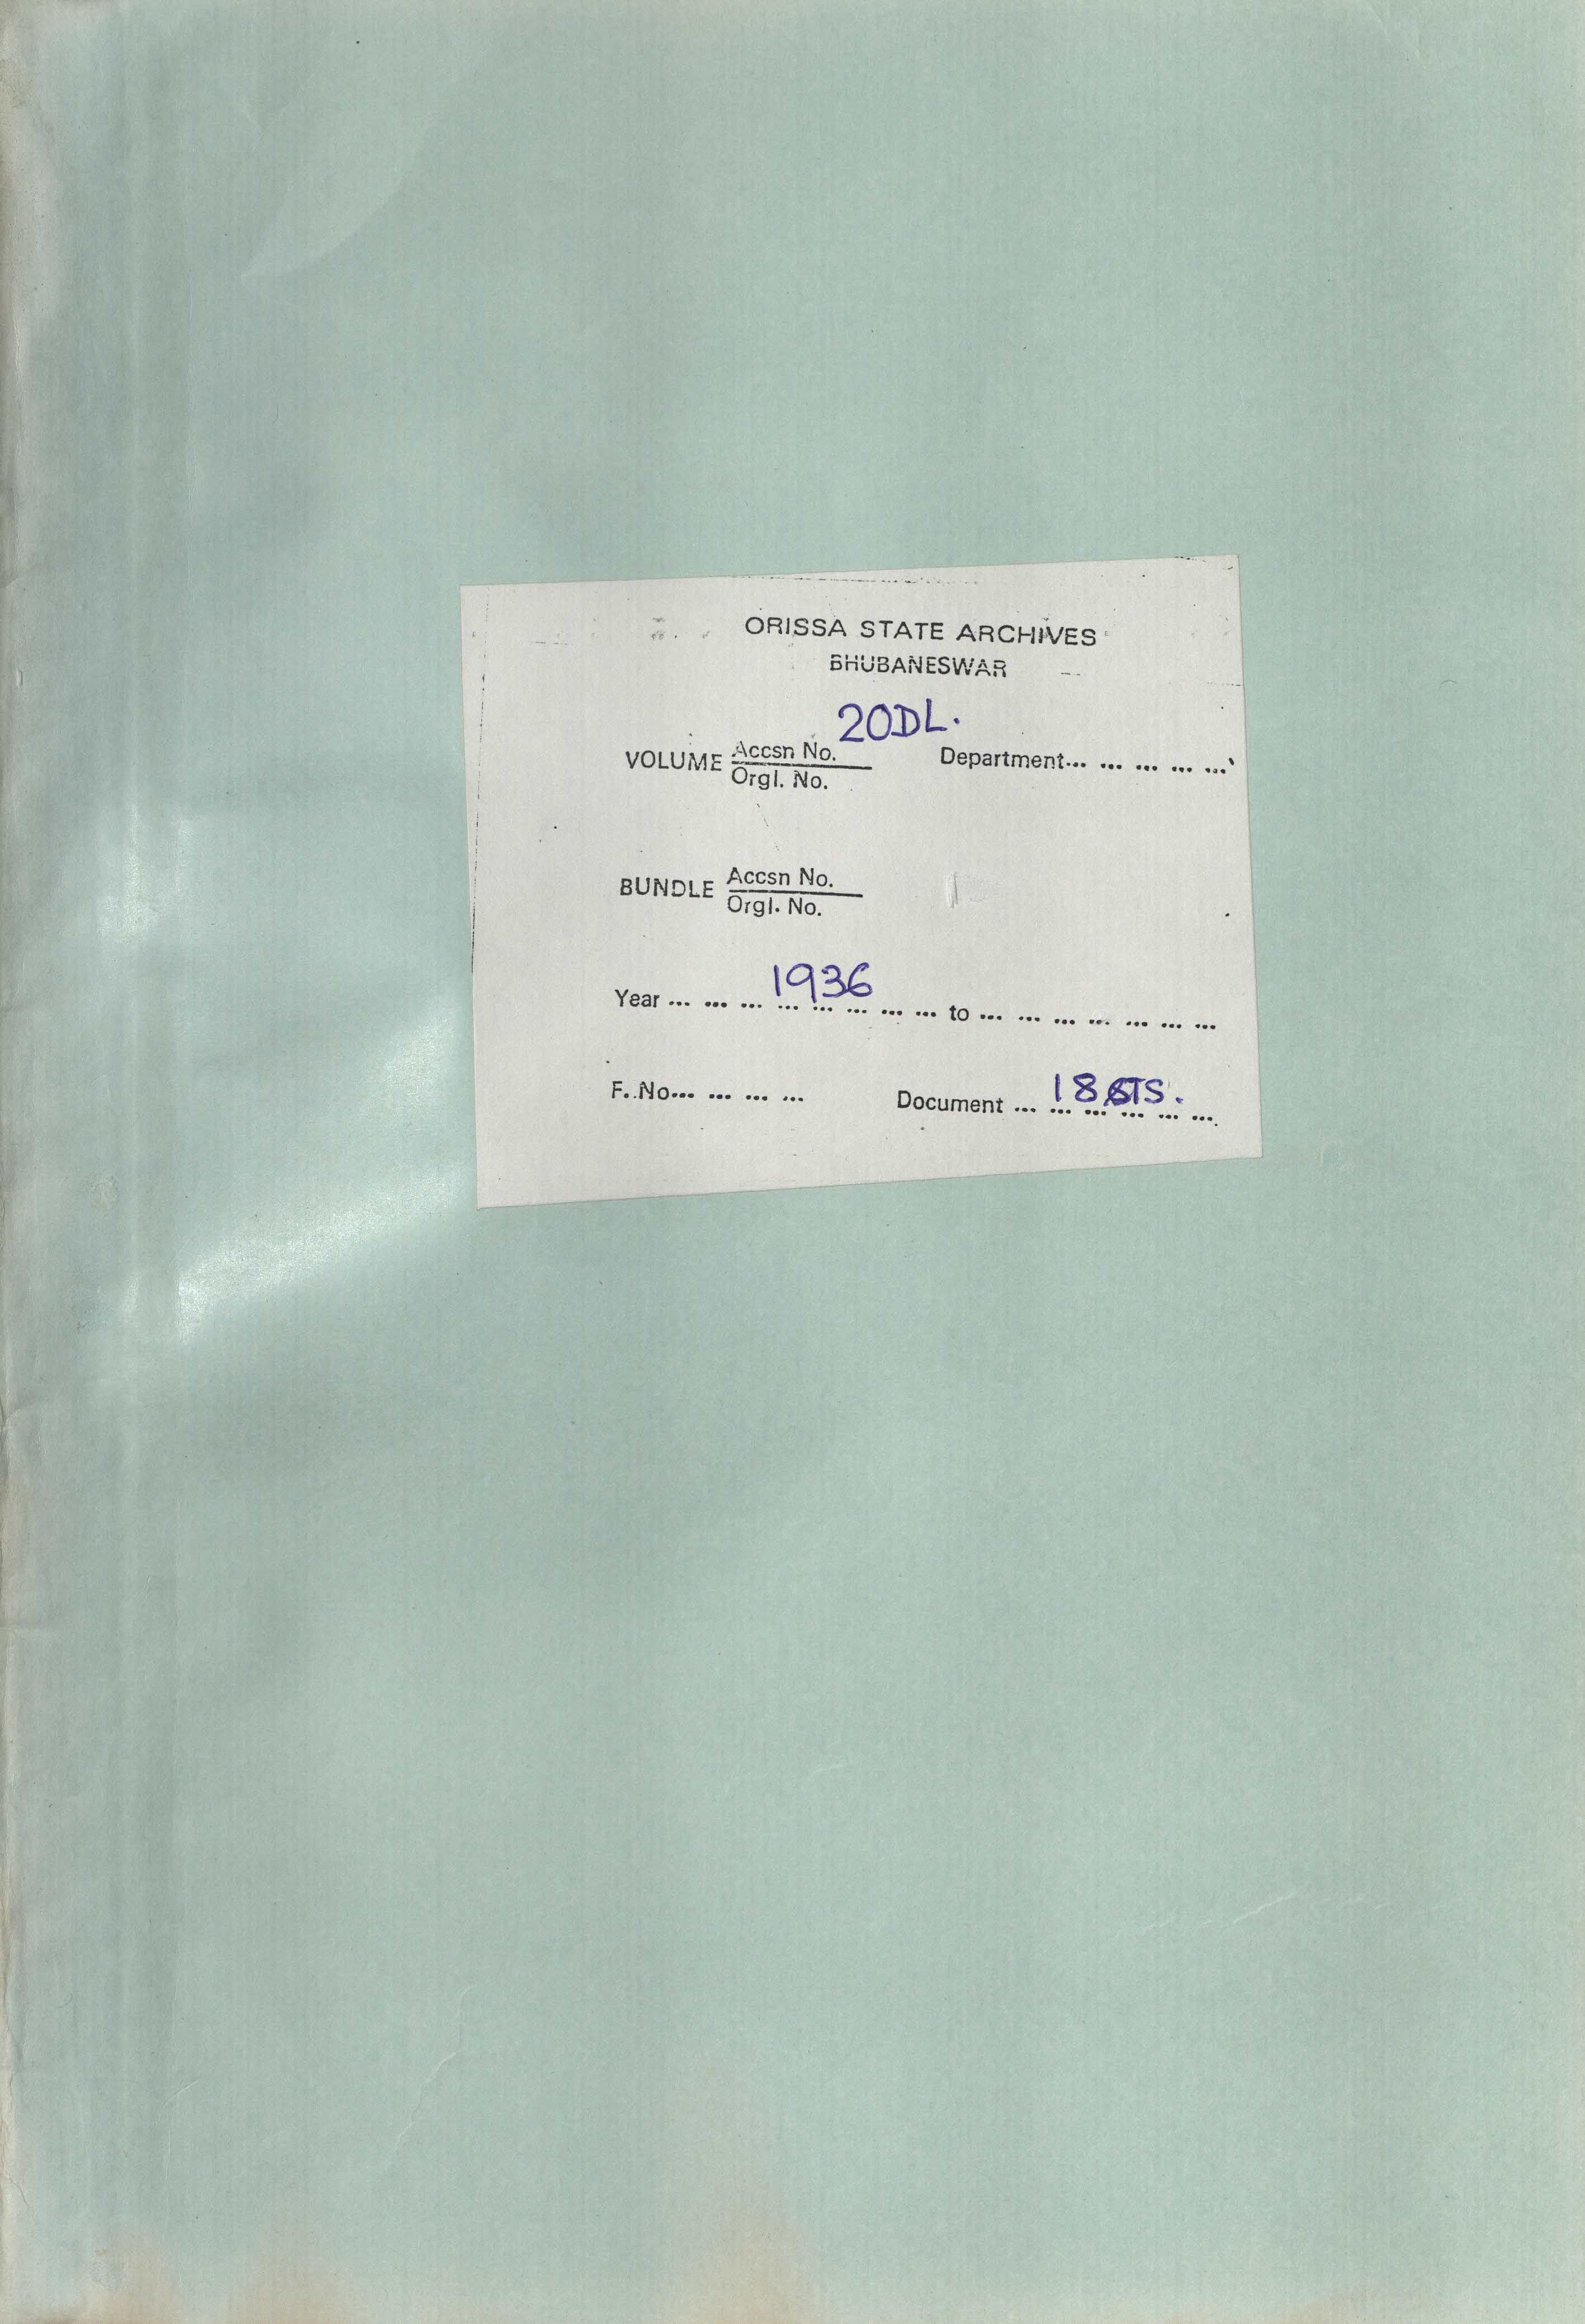 ORISSA STATE ARCHIVES
BHUBANESWAR
20DL.
VOLUME Accsn No. Department... ... ... ... ...
Orgl. No.
BUNDLE Accsn No.
Orgl. No.
1936
Year ... ... ... ... ... ... ... ... to ... ... ... ... ... ... ...
18 STS.
F. No... ... ... ... Document ... ... ... ... ... ...